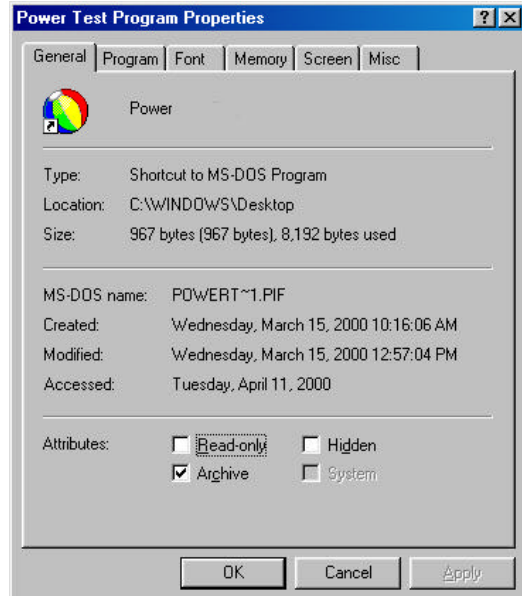 Power Test Program Properties
General Program Font Memory Screen Misc
Power
Type: Shortcut to MS-DOS Program
Location: C:\WINDOWS\Desktop
Size: 967 bytes (967 bytes), 8,192 bytes used
MS-DOS name: POWERT~1.PIF
Created: Wednesday, March 15, 2000 10:16:06 AM
Modified: Wednesday, March 15, 2000 12:57:04 PM
Accessed: Tuesday, April 11, 2000
Attributes: Read-only Hidden
Archive System
OK Cancel Apply